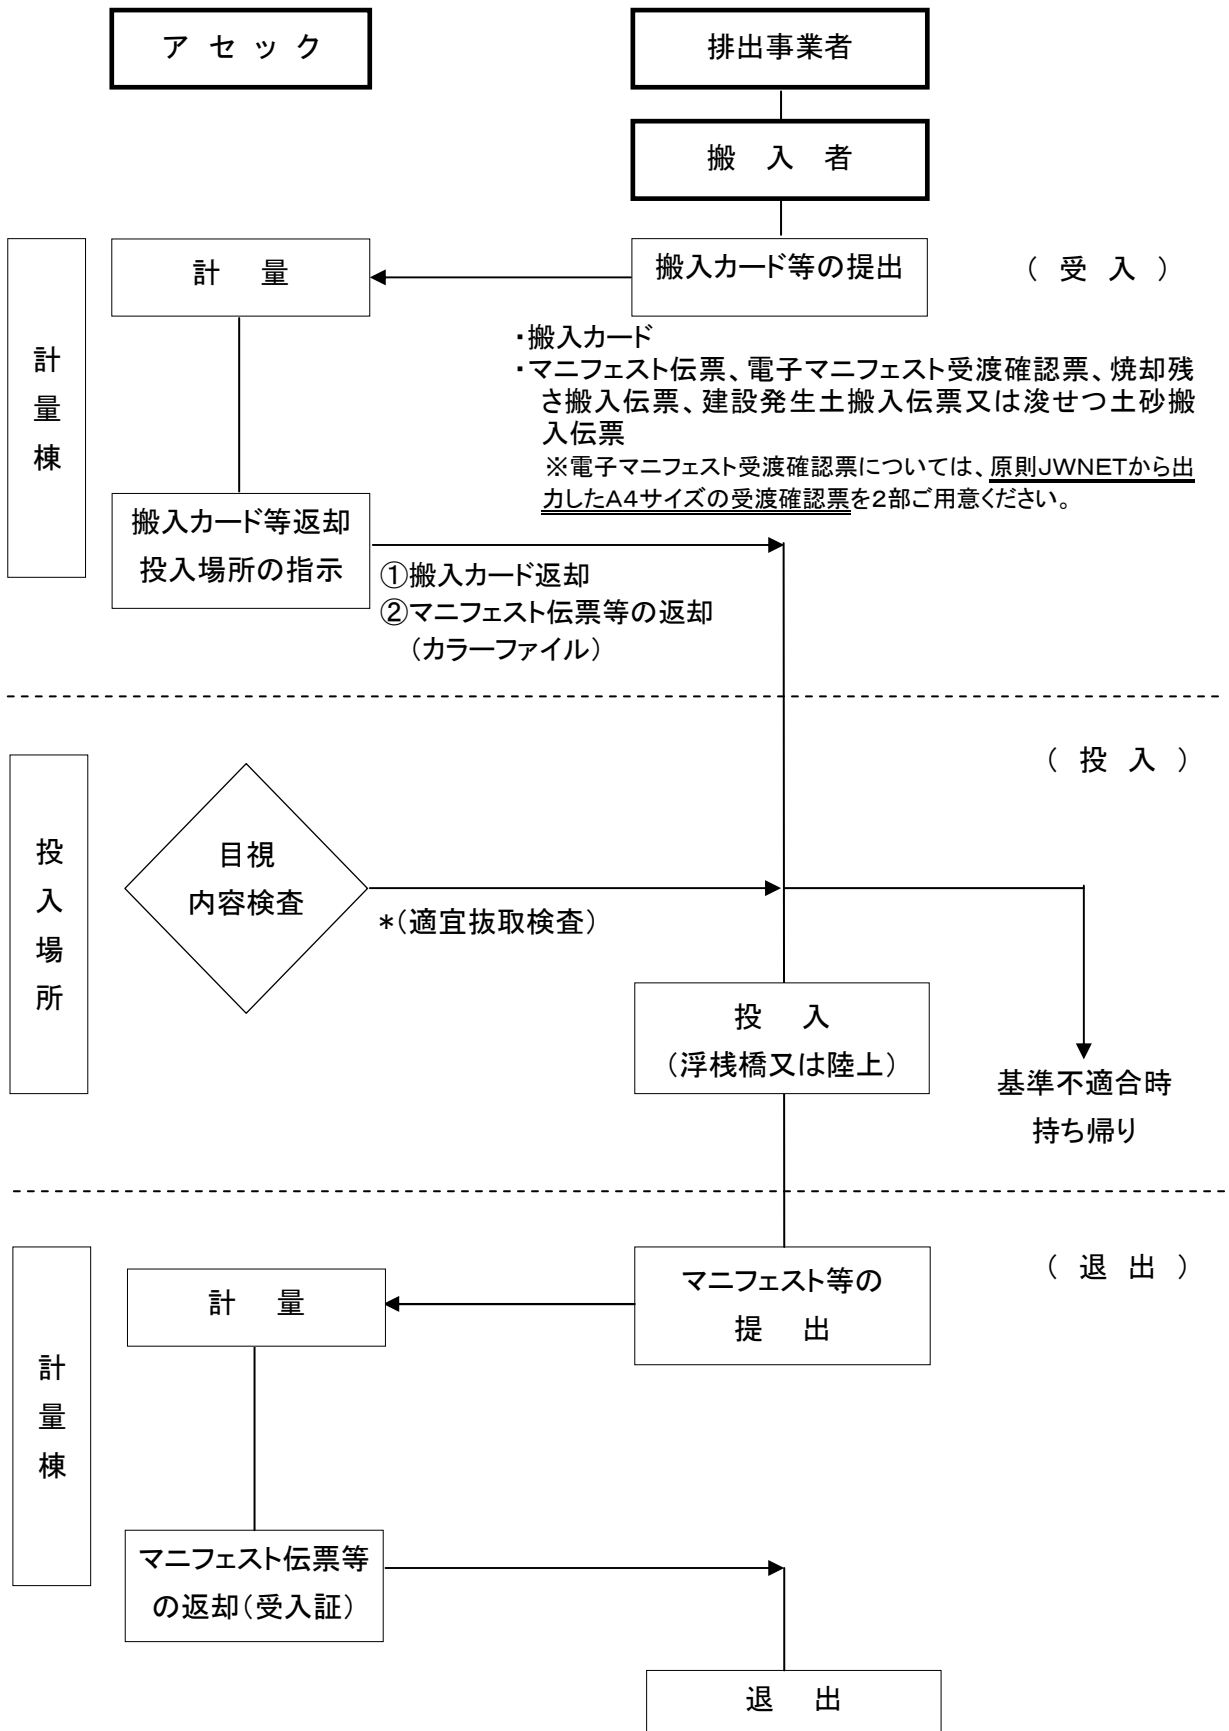 アセック
排出事業者
搬入者
計量
搬入カード等の提出
(受入)
計量棟
・搬入カード
・マニフェスト伝票、電子マニフェスト受渡確認票、焼却残
さ搬入伝票、建設発生土搬入伝票又は浚せつ土砂搬
入伝票
※電子マニフェスト受渡確認票については、原則JWNETから出
力したA4サイズの受渡確認票を2部ご用意ください。
搬入カード等返却
投入場所の指示
①搬入カード返却
②マニフェスト伝票等の返却
(カラーファイル)
(投入)
投入場所
目視
内容検査
*(適宜抜取検査)
投入
(浮桟橋又は陸上)
基準不適合時
持ち帰り
(退出)
計量棟
計量
マニフェスト等の
提出
マニフェスト伝票等
の返却(受入証)
退出